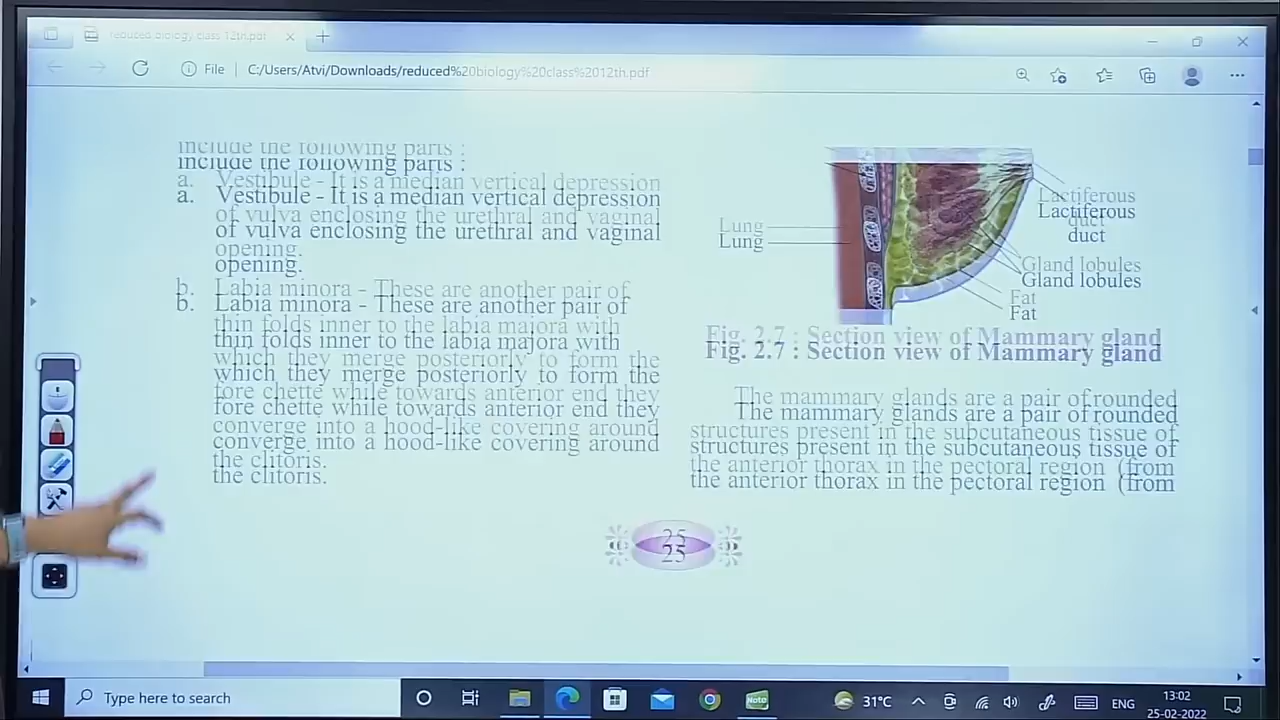 reduced biology class 12th.pdf
File
C:/Users/Atvi/Downloads/reduced%20biology%20class%2012th.pdf
include the following parts :
a. Vestibule - It is a median vertical depression
of vulva enclosing the urethral and vaginal
opening.
b. Labia minora - These are another pair of
thin folds inner to the labia majora with
which they merge posteriorly to form the
fore chette while towards anterior end they
converge into a hood-like covering around
the clitoris.
Lung
Lactiferous
duct
Gland lobules
Fat
Fig. 2.7 : Section view of Mammary gland
The mammary glands are a pair of rounded
structures present in the subcutaneous tissue of
the anterior thorax in the pectoral region (from
25
Type here to search
Note
31°C
ENG
13:02
25-02-2022